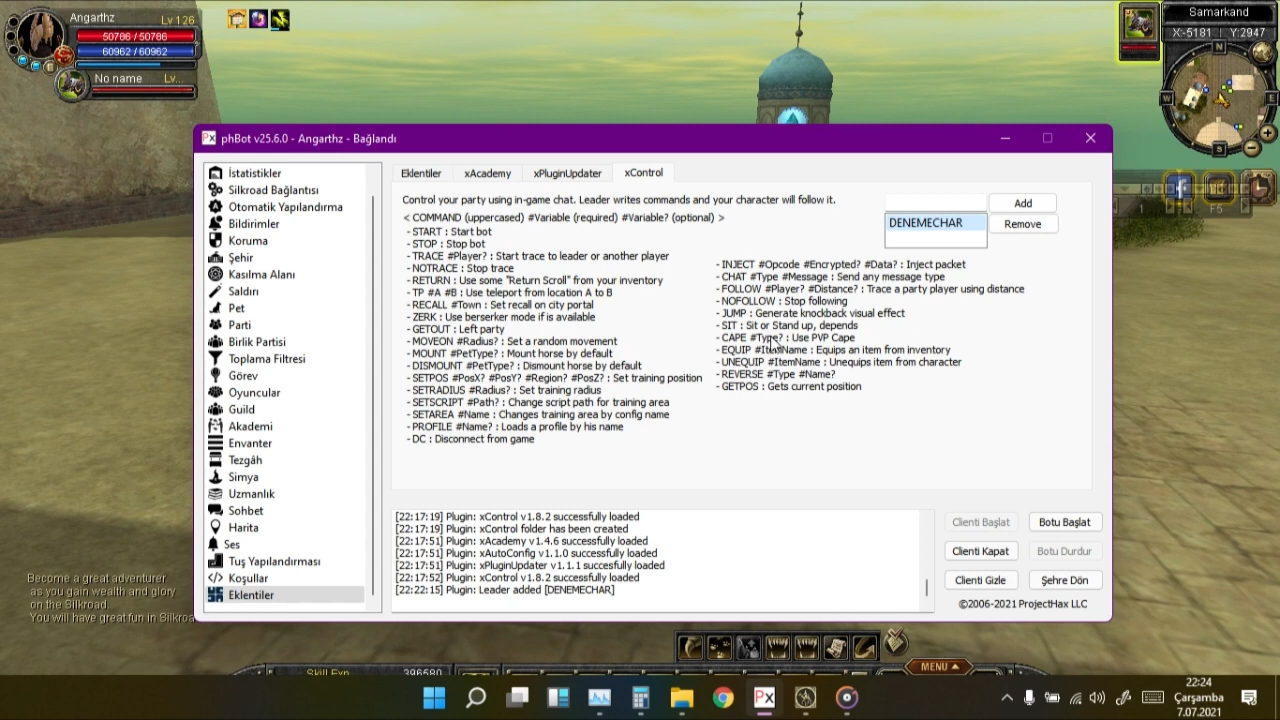 Angarthz
Lv 126
50786 / 50786
60962 / 60962
No name
Lv...
Samarkand
X:-5181 Y:2947
N
W
E
S
phBot v25.6.0 - Angarthz - Bağlandı
İstatistikler
Silkroad Bağlantısı
Otomatik Yapılandırma
Bildirimler
Koruma
Şehir
Kasılma Alanı
Saldırı
Pet
Parti
Birlik Partisi
Toplama Filtresi
Görev
Oyuncular
Guild
Akademi
Envanter
Tezgâh
Simya
Uzmanlık
Sohbet
Harita
Ses
Tuş Yapılandırması
Koşullar
Eklentiler
Eklentiler
xAcademy
xPluginUpdater
xControl
Control your party using in-game chat. Leader writes commands and your character will follow it.
< COMMAND (uppercased) #Variable (required) #Variable? (optional) >
- START : Start bot
- STOP : Stop bot
- TRACE #Player? : Start trace to leader or another player
- NOTRACE : Stop trace
- RETURN : Use some "Return Scroll" from your inventory
- TP #A #B : Use teleport from location A to B
- RECALL #Town : Set recall on city portal
- ZERK : Use berserker mode if is available
- GETOUT : Left party
- MOVEON #Radius? : Set a random movement
- MOUNT #PetType? : Mount horse by default
- DISMOUNT #PetType? : Dismount horse by default
- SETPOS #PosX? #PosY? #Region? #PosZ? : Set training position
- SETRADIUS #Radius? : Set training radius
- SETSCRIPT #Path? : Change script path for training area
- SETAREA #Name : Changes training area by config name
- PROFILE #Name? : Loads a profile by his name
- DC : Disconnect from game
- INJECT #Opcode #Encrypted? #Data? : Inject packet
- CHAT #Type #Message : Send any message type
- FOLLOW #Player? #Distance? : Trace a party player using distance
- NOFOLLOW : Stop following
- JUMP : Generate knockback visual effect
- SIT : Sit or Stand up, depends
- CAPE #Type? : Use PVP Cape
- EQUIP #ItemName : Equips an item from inventory
- UNEQUIP #ItemName : Unequips item from character
- REVERSE #Type #Name?
- GETPOS : Gets current position
Add
DENEMECHAR
Remove
[22:17:19] Plugin: xControl v1.8.2 successfully loaded
[22:17:19] Plugin: xControl folder has been created
[22:17:51] Plugin: xAcademy v1.4.6 successfully loaded
[22:17:51] Plugin: xAutoConfig v1.1.0 successfully loaded
[22:17:51] Plugin: xPluginUpdater v1.1.1 succesfully loaded
[22:17:52] Plugin: xControl v1.8.2 successfully loaded
[22:22:15] Plugin: Leader added [DENEMECHAR]
Clienti Başlat
Botu Başlat
Clienti Kapat
Botu Durdur
Clienti Gizle
Şehre Dön
©2006-2021 ProjectHax LLC
1
F5
Become a great adventurer
as you gain wealth and glory
on the Silkroad.
You will have great fun in Silkroa
Skill Exp
396580
MENU
22:24
Çarşamba
7.07.2021